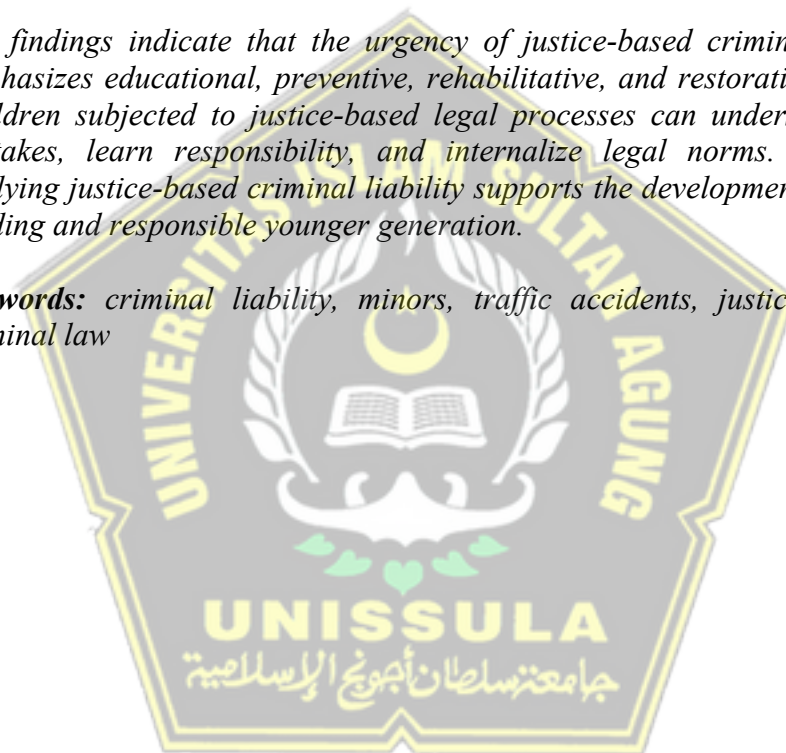 findings indicate that the urgency of justice-based crimin
hasizes educational, preventive, rehabilitative, and restorati
ldren subjected to justice-based legal processes can under
takes, learn responsibility, and internalize legal norms.
lying justice-based criminal liability supports the developmen
ding and responsible younger generation.
words: criminal liability, minors, traffic accidents, justic
minal law
UNIVERSITAS ISLAM SULTAN AGUNG
UNISSULA
جامعتنسلطان أجونج الإسلامية